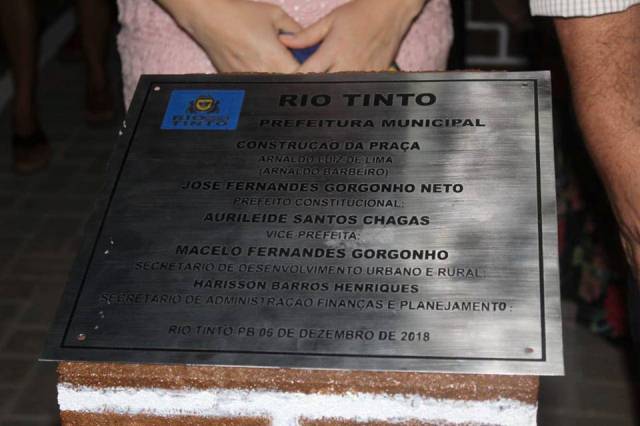 RIO TINTO
RIO TINTO
PREFEITURA MUNICIPAL
CONSTRUÇÃO DA PRAÇA
ARNALDO LUIZ DE LIMA
(ARNALDO BARBEIRO)
JOSÉ FERNANDES GORGONHO NETO
PREFEITO CONSTITUCIONAL;
AURILEIDE SANTOS CHAGAS
VICE-PREFEITA;
MACELO FERNANDES GORGONHO
SECRETÁRIO DE DESENVOLVIMENTO URBANO E RURAL;
HARISSON BARROS HENRIQUES
SECRETÁRIO DE ADMINISTRAÇÃO FINANÇAS E PLANEJAMENTO;
RIO TINTO PB 06 DE DEZEMBRO DE 2018